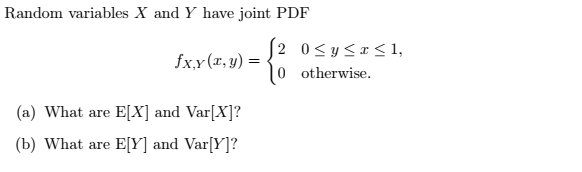 Random variables X and Y have joint PDF
f_{X,Y}(x, y) = { 2 0 ≤ y ≤ x ≤ 1,
0 otherwise.
(a) What are E[X] and Var[X]?
(b) What are E[Y] and Var[Y]?